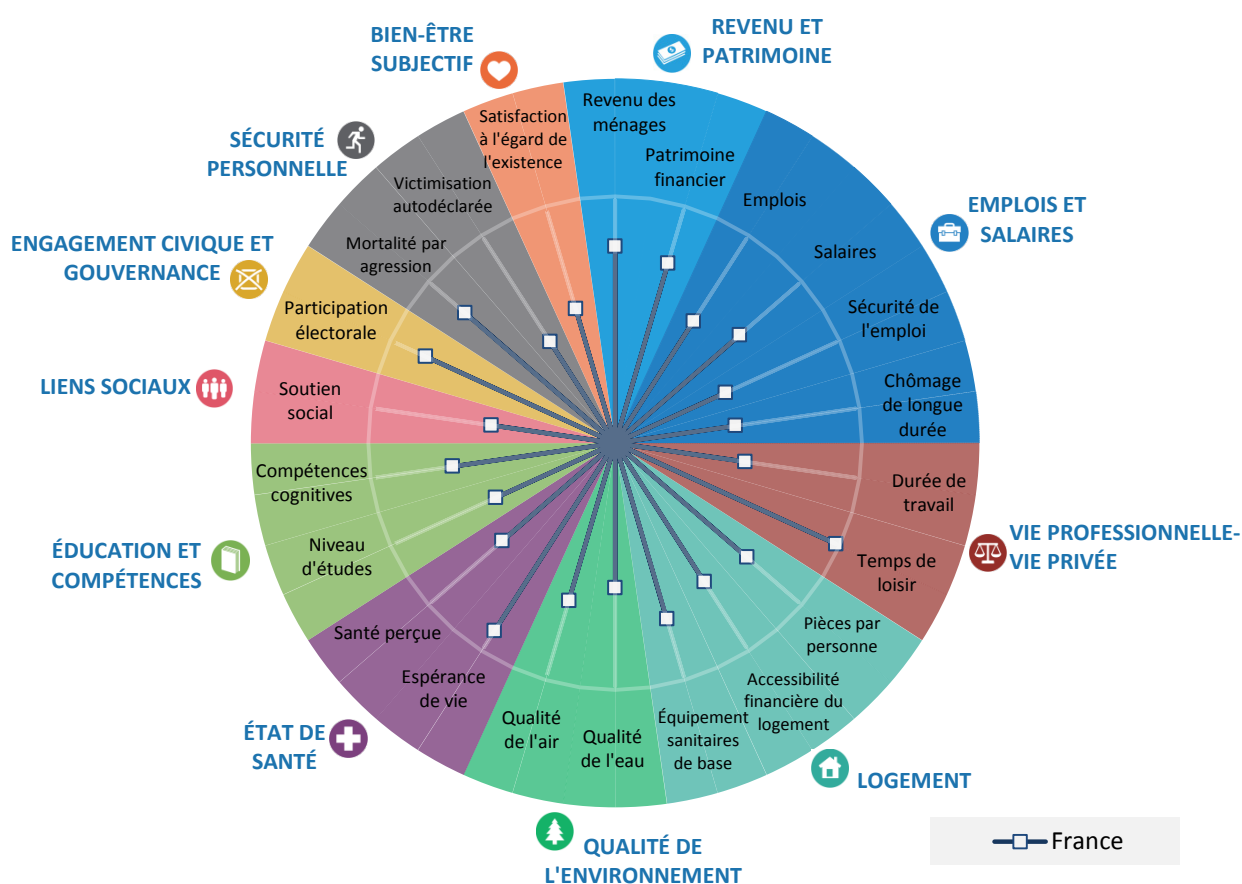 REVENU ET
PATRIMOINE
BIEN-ÊTRE
SUBJECTIF
SÉCURITÉ
PERSONNELLE
ENGAGEMENT CIVIQUE ET
GOUVERNANCE
LIENS SOCIAUX
ÉDUCATION ET
COMPÉTENCES
ÉTAT DE
SANTÉ
QUALITÉ DE
L'ENVIRONNEMENT
LOGEMENT
VIE PROFESSIONNELLE-
VIE PRIVÉE
EMPLOIS ET
SALAIRES
Revenu des
ménages
Patrimoine
financier
Emplois
Salaires
Sécurité de
l'emploi
Chômage
de longue
durée
Durée de
travail
Temps de
loisir
Pièces par
personne
Accessibilité
financière du
logement
Équipement
sanitaires
de base
Qualité
de l'eau
Qualité
de l'air
Espérance
de vie
Santé perçue
Niveau
d'études
Compétences
cognitives
Soutien
social
Participation
électorale
Mortalité par
agression
Victimisation
autodéclarée
Satisfaction
à l'égard de
l'existence
France